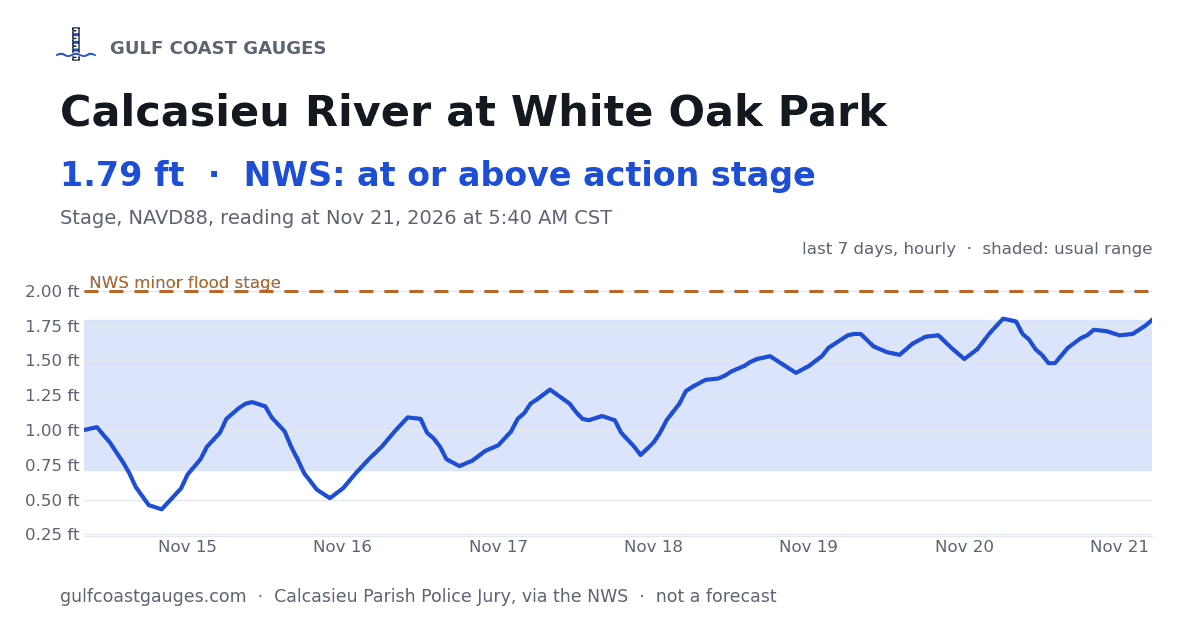 GULF COAST GAUGES
Calcasieu River at White Oak Park
1.79 ft · NWS: at or above action stage
Stage, NAVD88, reading at Nov 21, 2026 at 5:40 AM CST
last 7 days, hourly · shaded: usual range
NWS minor flood stage
2.00 ft
1.75 ft
1.50 ft
1.25 ft
1.00 ft
0.75 ft
0.50 ft
0.25 ft
Nov 15 Nov 16 Nov 17 Nov 18 Nov 19 Nov 20 Nov 21
gulfcoastgauges.com · Calcasieu Parish Police Jury, via the NWS · not a forecast